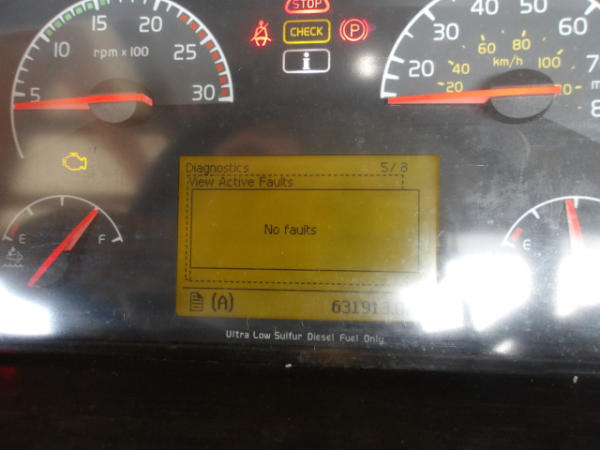 STOP
CHECK
i
P
10
15
20
25
30
5
rpm x 100
20
30
40
50
60
20
40
60
80
100
km/h
E
F
E
Diagnostics 5/8
View Active Faults
No faults
(A)
Ultra Low Sulfur Diesel Fuel Only